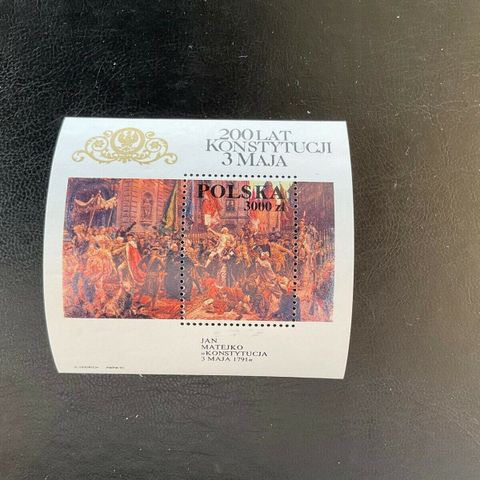 200 LAT
KONSTYTUCJI
3 MAJA
POLSKA
3000 zł
JAN
MATEJKO
»KONSTYTUCJA
3 MAJA 1791«